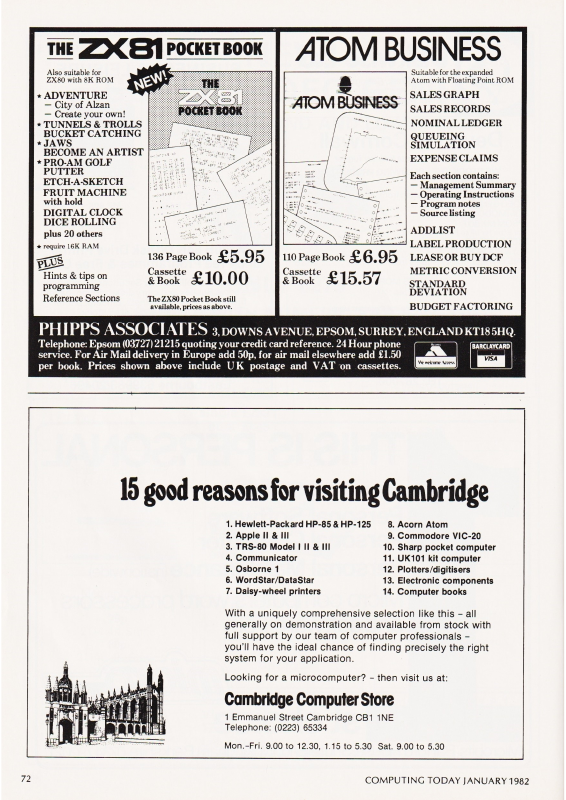 THE ZX81 POCKET BOOK
Also suitable for
ZX80 with 8K ROM
NEW!
★ ADVENTURE
– City of Alzan
– Create your own!
★ TUNNELS & TROLLS
BUCKET CATCHING
★ JAWS
BECOME AN ARTIST
★ PRO-AM GOLF
PUTTER
ETCH-A-SKETCH
FRUIT MACHINE
with hold
DIGITAL CLOCK
DICE ROLLING
plus 20 others
★ require 16K RAM
PLUS
Hints & tips on
programming
Reference Sections
THE
ZX81
POCKET BOOK
136 Page Book £5.95
Cassette
& Book £10.00
The ZX80 Pocket Book still
available, prices as above.
ATOM BUSINESS
ATOM BUSINESS
110 Page Book £6.95
Cassette
& Book £15.57
Suitable for the expanded
Atom with Floating Point ROM
SALES GRAPH
SALES RECORDS
NOMINAL LEDGER
QUEUEING
SIMULATION
EXPENSE CLAIMS
Each section contains:
– Management Summary
– Operating Instructions
– Program notes
– Source listing
ADDLIST
LABEL PRODUCTION
LEASE OR BUY DCF
METRIC CONVERSION
STANDARD
DEVIATION
BUDGET FACTORING
PHIPPS ASSOCIATES 3, DOWNS AVENUE, EPSOM, SURREY, ENGLAND KT18 5HQ.
Telephone: Epsom (03727) 21215 quoting your credit card reference. 24 Hour phone
service. For Air Mail delivery in Europe add 50p, for air mail elsewhere add £1.50
per book. Prices shown above include UK postage and VAT on cassettes.
We welcome Access
BARCLAYCARD
VISA
15 good reasons for visiting Cambridge
1. Hewlett-Packard HP-85 & HP-125
2. Apple II & III
3. TRS-80 Model I II & III
4. Communicator
5. Osborne 1
6. WordStar/DataStar
7. Daisy-wheel printers
8. Acorn Atom
9. Commodore VIC-20
10. Sharp pocket computer
11. UK101 kit computer
12. Plotters/digitisers
13. Electronic components
14. Computer books
With a uniquely comprehensive selection like this – all
generally on demonstration and available from stock with
full support by our team of computer professionals –
you'll have the ideal chance of finding precisely the right
system for your application.
Looking for a microcomputer? – then visit us at:
Cambridge Computer Store
1 Emmanuel Street Cambridge CB1 1NE
Telephone: (0223) 65334
Mon.-Fri. 9.00 to 12.30, 1.15 to 5.30 Sat. 9.00 to 5.30
72
COMPUTING TODAY JANUARY 1982